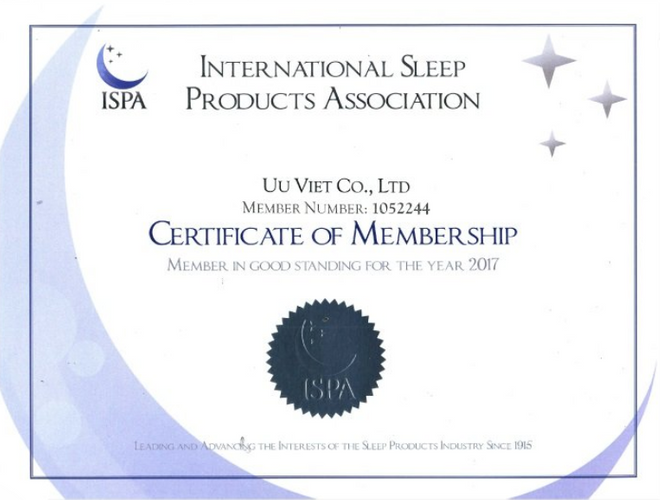 ISPA
INTERNATIONAL SLEEP
PRODUCTS ASSOCIATION
UU VIET CO., LTD
MEMBER NUMBER: 1052244
CERTIFICATE OF MEMBERSHIP
MEMBER IN GOOD STANDING FOR THE YEAR 2017
ISPA
LEADING AND ADVANCING THE INTERESTS OF THE SLEEP PRODUCTS INDUSTRY SINCE 1915